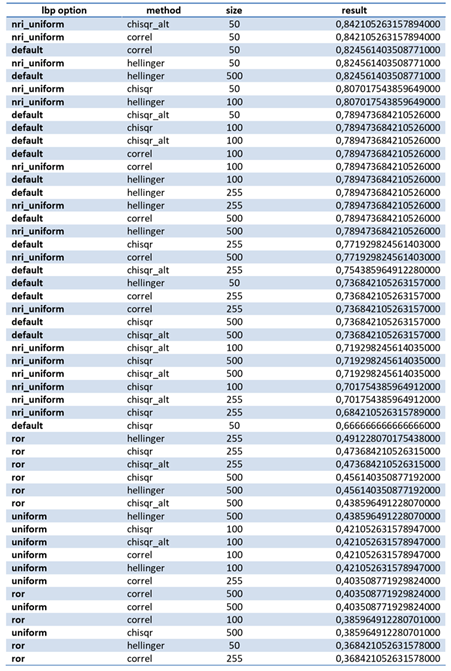 lbp option method size result
nri_uniform chisqr_alt 50 0,842105263157894000
nri_uniform correl 50 0,842105263157894000
default correl 50 0,824561403508771000
nri_uniform hellinger 50 0,824561403508771000
default hellinger 500 0,824561403508771000
nri_uniform chisqr 50 0,807017543859649000
nri_uniform hellinger 100 0,807017543859649000
default chisqr_alt 50 0,789473684210526000
default chisqr 100 0,789473684210526000
default chisqr_alt 100 0,789473684210526000
default correl 100 0,789473684210526000
nri_uniform correl 100 0,789473684210526000
default hellinger 100 0,789473684210526000
default hellinger 255 0,789473684210526000
nri_uniform hellinger 255 0,789473684210526000
default correl 500 0,789473684210526000
nri_uniform hellinger 500 0,789473684210526000
default chisqr 255 0,771929824561403000
nri_uniform correl 500 0,771929824561403000
default chisqr_alt 255 0,754385964912280000
default hellinger 50 0,736842105263157000
default correl 255 0,736842105263157000
nri_uniform correl 255 0,736842105263157000
default chisqr 500 0,736842105263157000
default chisqr_alt 500 0,736842105263157000
nri_uniform chisqr_alt 100 0,719298245614035000
nri_uniform chisqr 500 0,719298245614035000
nri_uniform chisqr_alt 500 0,719298245614035000
nri_uniform chisqr 100 0,701754385964912000
nri_uniform chisqr_alt 255 0,701754385964912000
nri_uniform chisqr 255 0,684210526315789000
default chisqr 50 0,666666666666666000
ror hellinger 255 0,491228070175438000
ror chisqr 255 0,473684210526315000
ror chisqr_alt 255 0,473684210526315000
ror chisqr 500 0,456140350877192000
ror hellinger 500 0,456140350877192000
ror chisqr_alt 500 0,438596491228070000
uniform hellinger 500 0,438596491228070000
ror chisqr 100 0,421052631578947000
uniform chisqr_alt 100 0,421052631578947000
uniform correl 100 0,421052631578947000
uniform hellinger 100 0,421052631578947000
uniform correl 255 0,403508771929824000
ror correl 500 0,403508771929824000
uniform correl 500 0,403508771929824000
ror correl 100 0,385964912280701000
uniform chisqr 500 0,385964912280701000
ror hellinger 50 0,368421052631578000
ror correl 255 0,368421052631578000